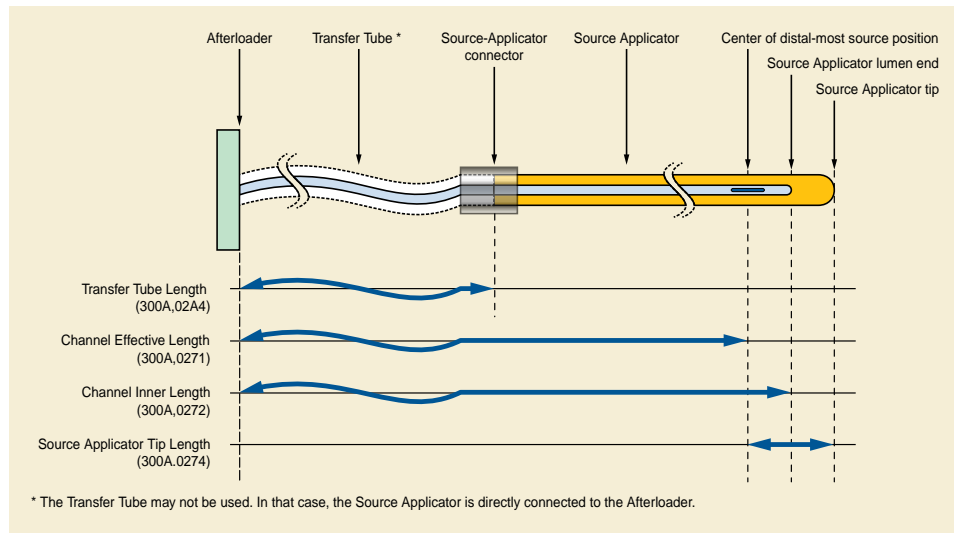 Afterloader
Transfer Tube *
Source-Applicator
connector
Source Applicator
Center of distal-most source position
Source Applicator lumen end
Source Applicator tip
Transfer Tube Length
(300A,02A4)
Channel Effective Length
(300A,0271)
Channel Inner Length
(300A,0272)
Source Applicator Tip Length
(300A.0274)
* The Transfer Tube may not be used. In that case, the Source Applicator is directly connected to the Afterloader.